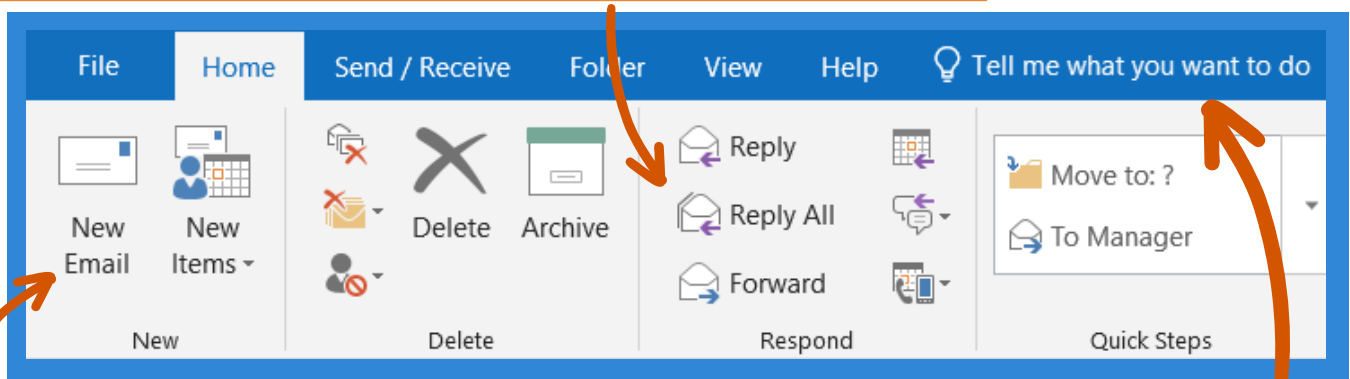 File Home Send / Receive Folder View Help Tell me what you want to do
New
Email
New
Items
Delete
Archive
Reply
Reply All
Forward
Move to: ?
To Manager
New
Delete
Respond
Quick Steps